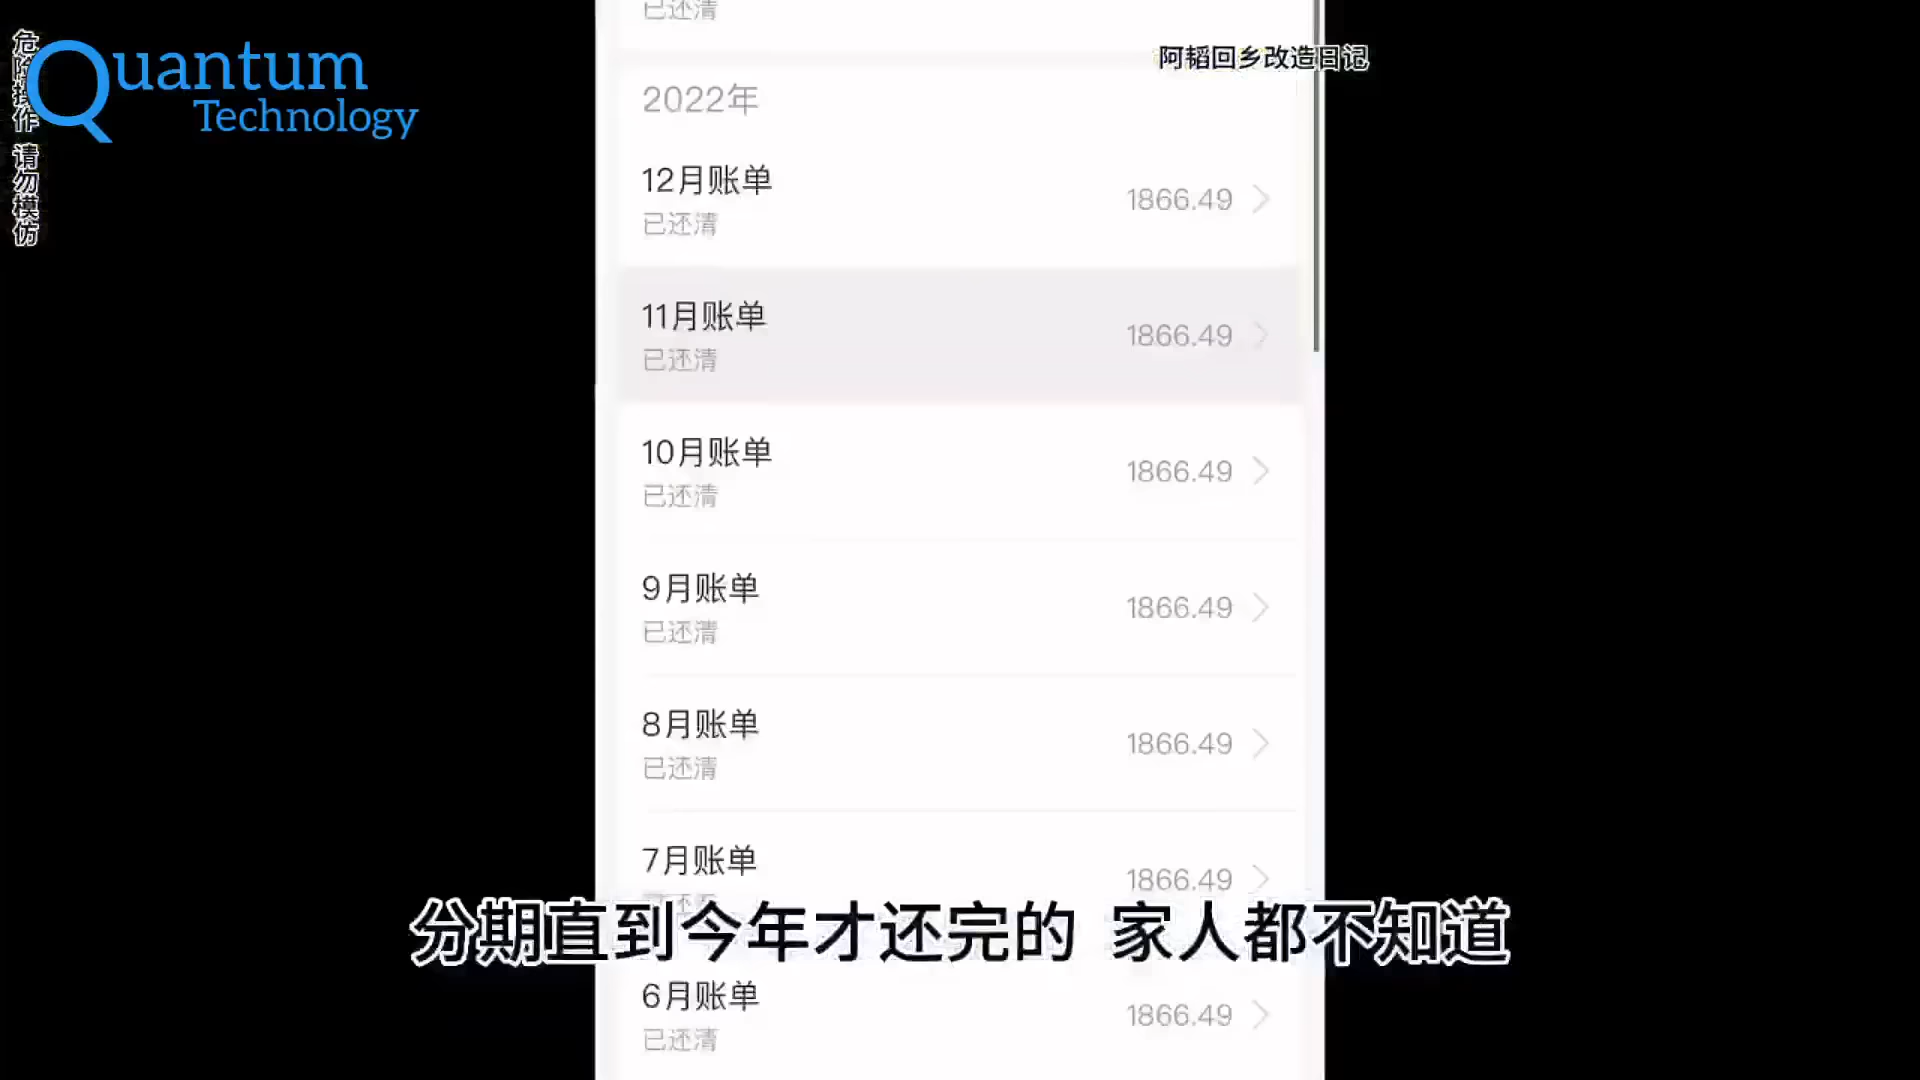 已还清
危险操作 请勿模仿
Quantum
Technology
阿韬回乡改造日记
2022年
12月账单
1866.49
已还清
11月账单
1866.49
已还清
10月账单
1866.49
已还清
9月账单
1866.49
已还清
8月账单
1866.49
已还清
7月账单
1866.49
分期直到今年才还完的 家人都不知道
6月账单
1866.49
已还清